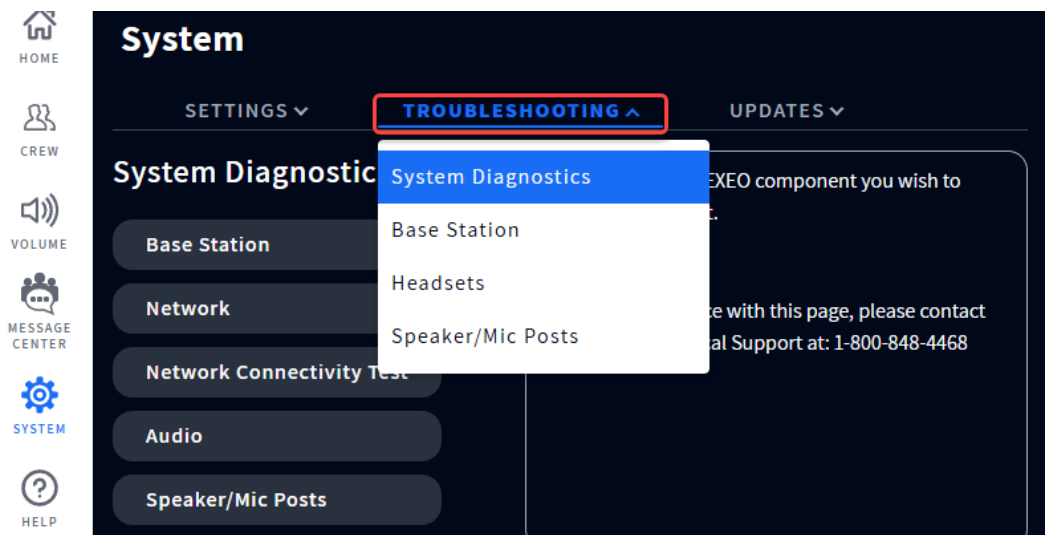 HOME
CREW
VOLUME
MESSAGE
CENTER
SYSTEM
HELP
System
SETTINGS
TROUBLESHOOTING
UPDATES
System Diagnostic
Base Station
Network
Network Connectivity Test
Audio
Speaker/Mic Posts
System Diagnostics
Base Station
Headsets
Speaker/Mic Posts
EXEO component you wish to
with this page, please contact
Support at: 1-800-848-4468